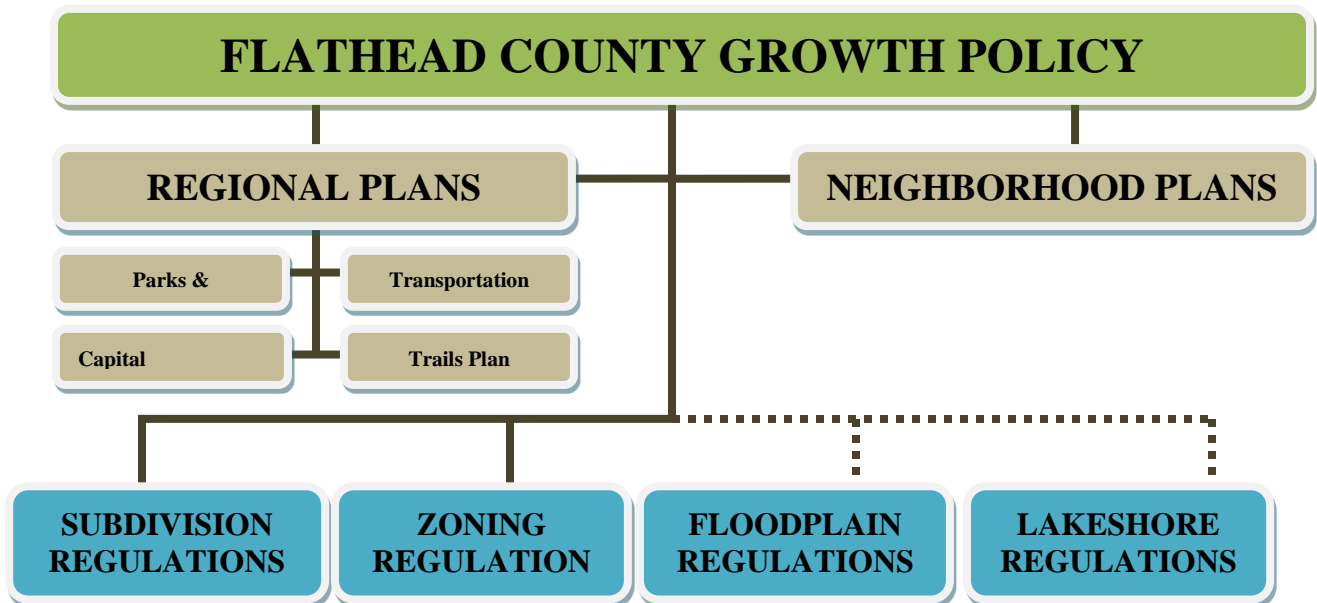 FLATHEAD COUNTY GROWTH POLICY
REGIONAL PLANS
NEIGHBORHOOD PLANS
Parks &
Transportation
Capital
Trails Plan
SUBDIVISION
REGULATIONS
ZONING
REGULATION
FLOODPLAIN
REGULATIONS
LAKESHORE
REGULATIONS